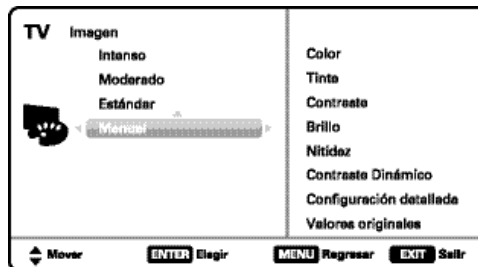 TV Imagen
Intenso
Moderado
Estándar
Manual
Color
Tinte
Contraste
Brillo
Nitidez
Contraste Dinámico
Configuración detallada
Valores originales
Mover ENTER Elegir MENU Regresar EXIT Salir